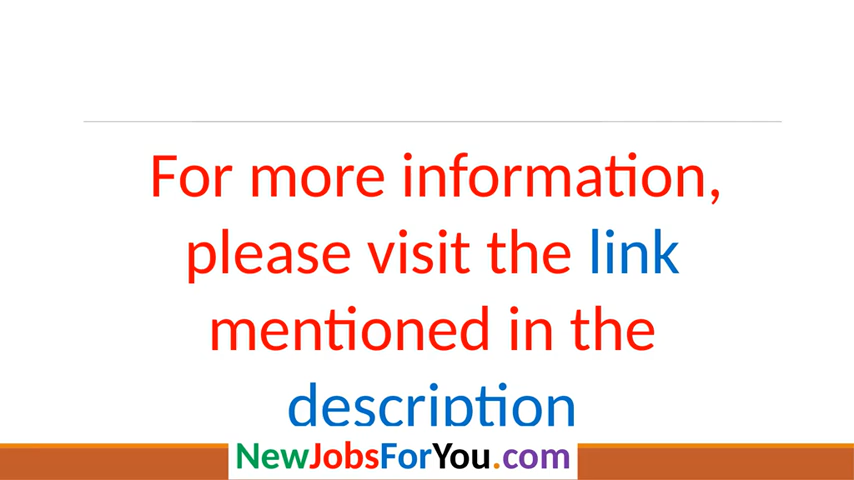 For more information,
please visit the link
mentioned in the
description
NewJobsForYou.com